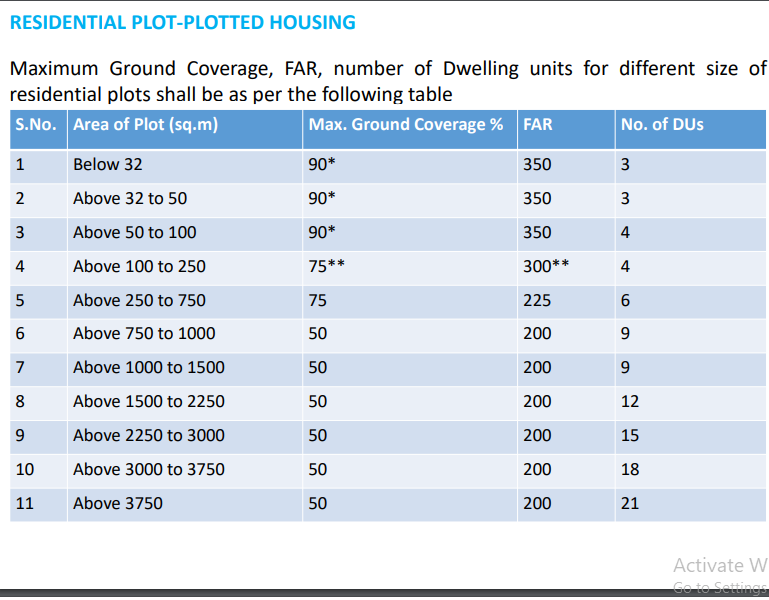 RESIDENTIAL PLOT-PLOTTED HOUSING
Maximum Ground Coverage, FAR, number of Dwelling units for different size of
residential plots shall be as per the following table
S.No. Area of Plot (sq.m) Max. Ground Coverage % FAR No. of DUs
1 Below 32 90* 350 3
2 Above 32 to 50 90* 350 3
3 Above 50 to 100 90* 350 4
4 Above 100 to 250 75** 300** 4
5 Above 250 to 750 75 225 6
6 Above 750 to 1000 50 200 9
7 Above 1000 to 1500 50 200 9
8 Above 1500 to 2250 50 200 12
9 Above 2250 to 3000 50 200 15
10 Above 3000 to 3750 50 200 18
11 Above 3750 50 200 21
Activate W
Go to Settings